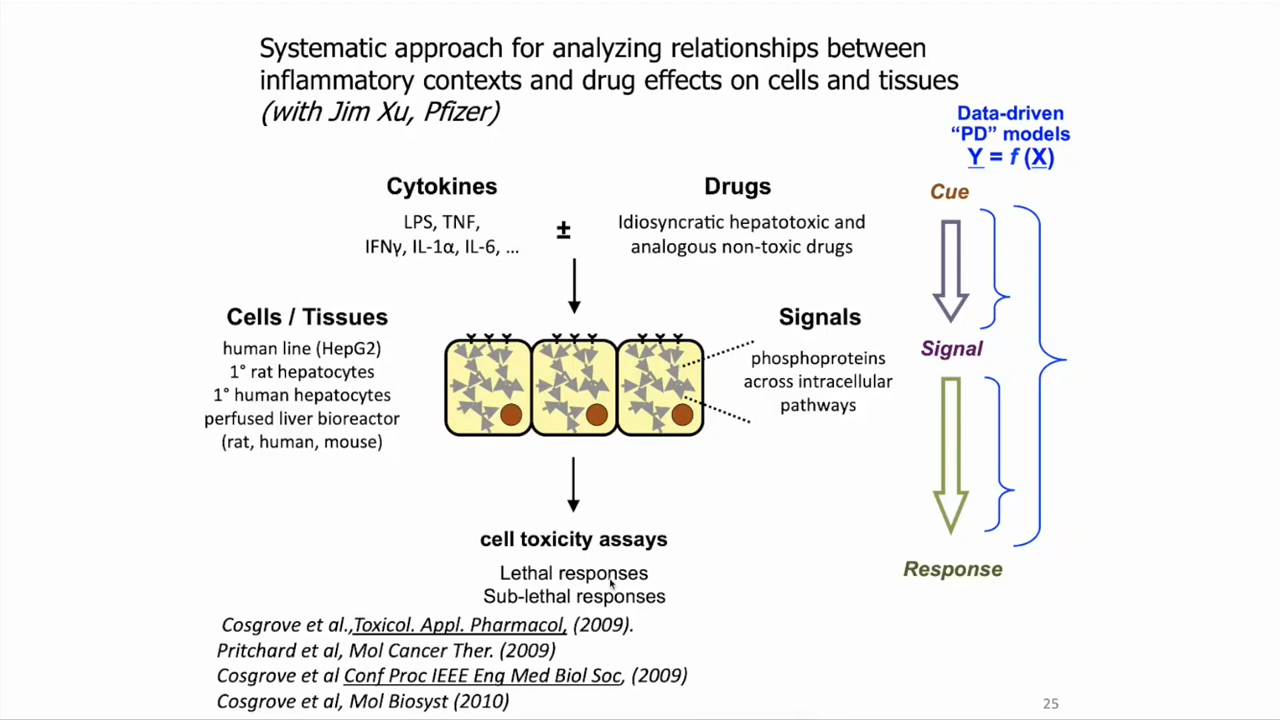 Systematic approach for analyzing relationships between
inflammatory contexts and drug effects on cells and tissues
(with Jim Xu, Pfizer)
Data-driven
“PD” models
Y = f (X)
Cytokines
LPS, TNF,
IFNγ, IL-1α, IL-6, ...
±
Drugs
Idiosyncratic hepatotoxic and
analogous non-toxic drugs
Cue
Cells / Tissues
human line (HepG2)
1° rat hepatocytes
1° human hepatocytes
perfused liver bioreactor
(rat, human, mouse)
Signals
phosphoproteins
across intracellular
pathways
Signal
cell toxicity assays
Lethal responses
Sub-lethal responses
Response
Cosgrove et al.,Toxicol. Appl. Pharmacol, (2009).
Pritchard et al, Mol Cancer Ther. (2009)
Cosgrove et al Conf Proc IEEE Eng Med Biol Soc, (2009)
Cosgrove et al, Mol Biosyst (2010)
25